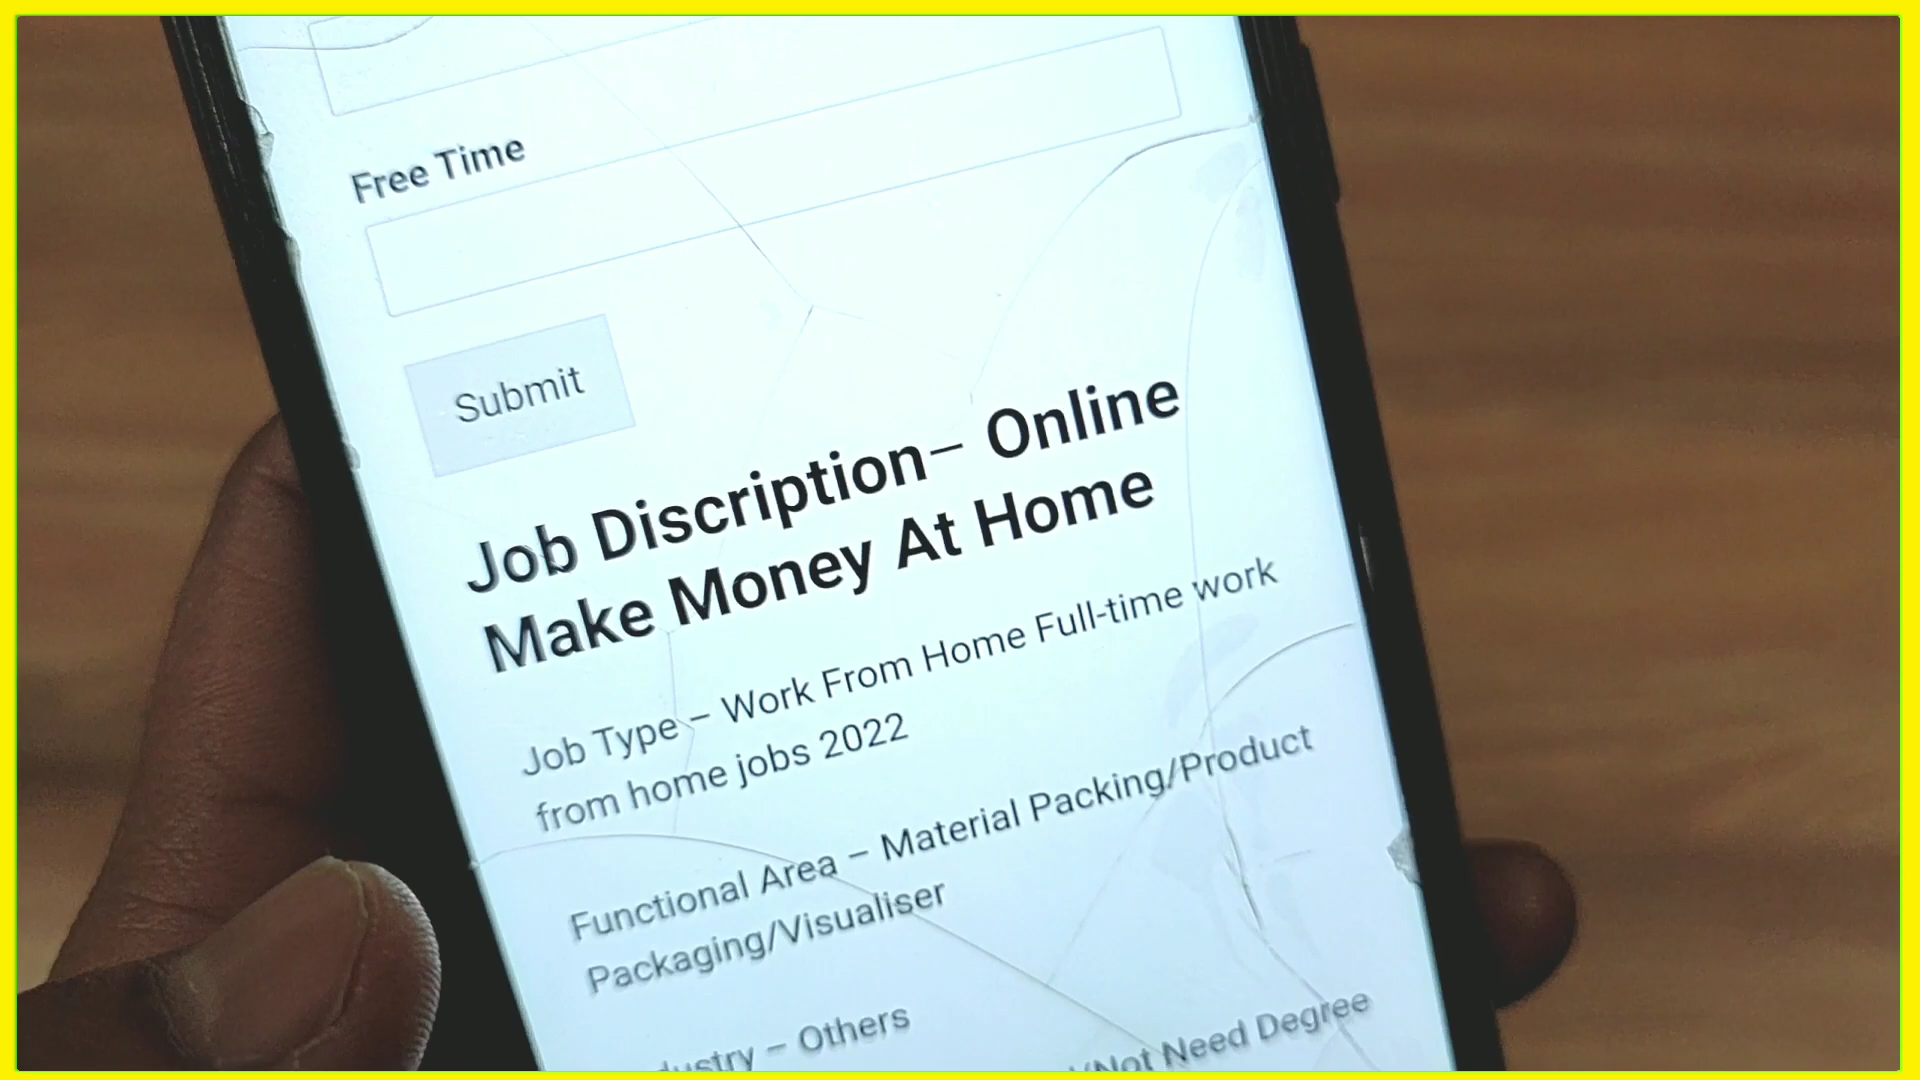 Free Time
Submit
Job Discription– Online
Make Money At Home
Job Type – Work From Home Full-time work
from home jobs 2022
Functional Area – Material Packing/Product
Packaging/Visualiser
– Others
Not Need Degree